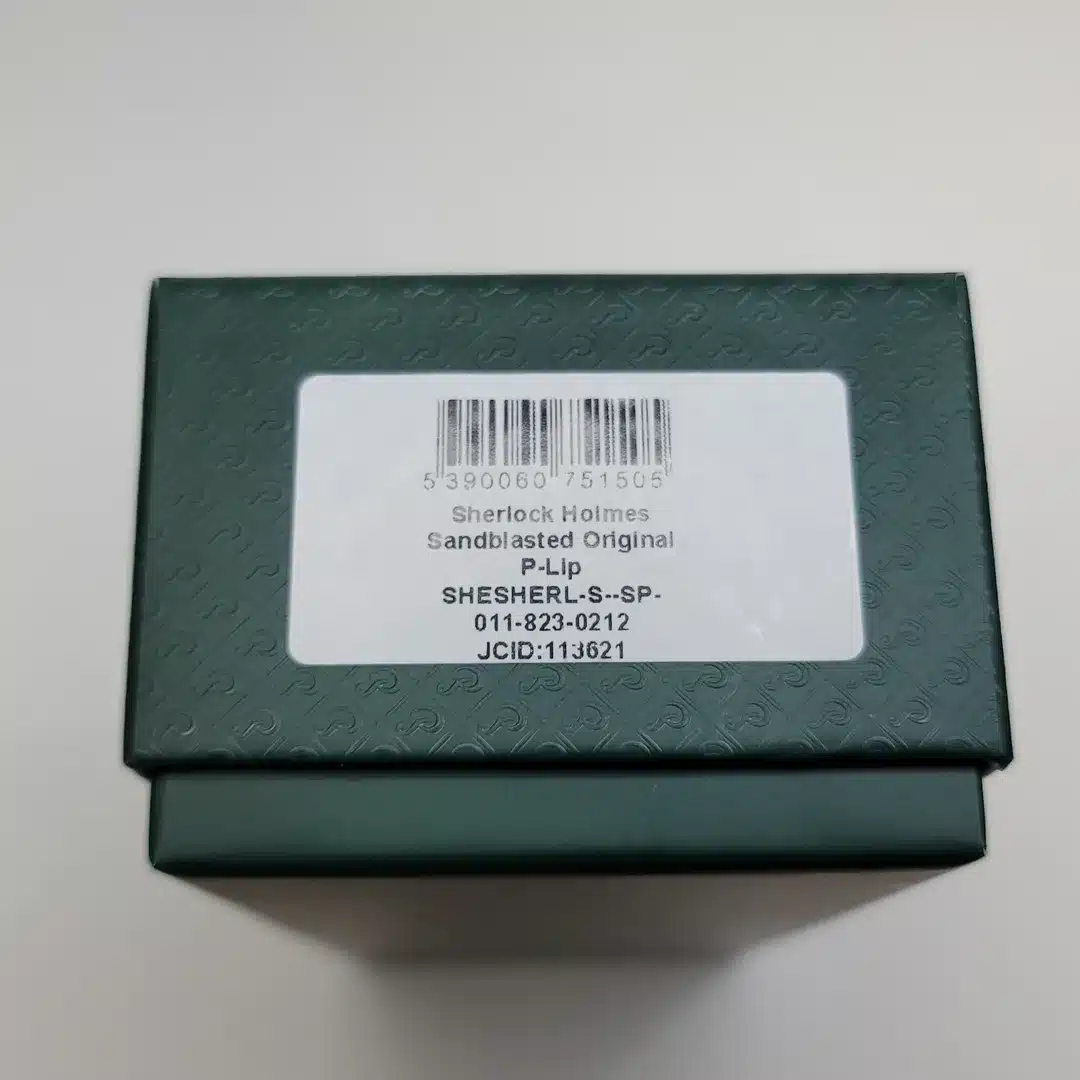 5 390060 751505
Sherlock Holmes
Sandblasted Original
P-Lip
SHESHERL-S--SP-
011-823-0212
JCID:113621